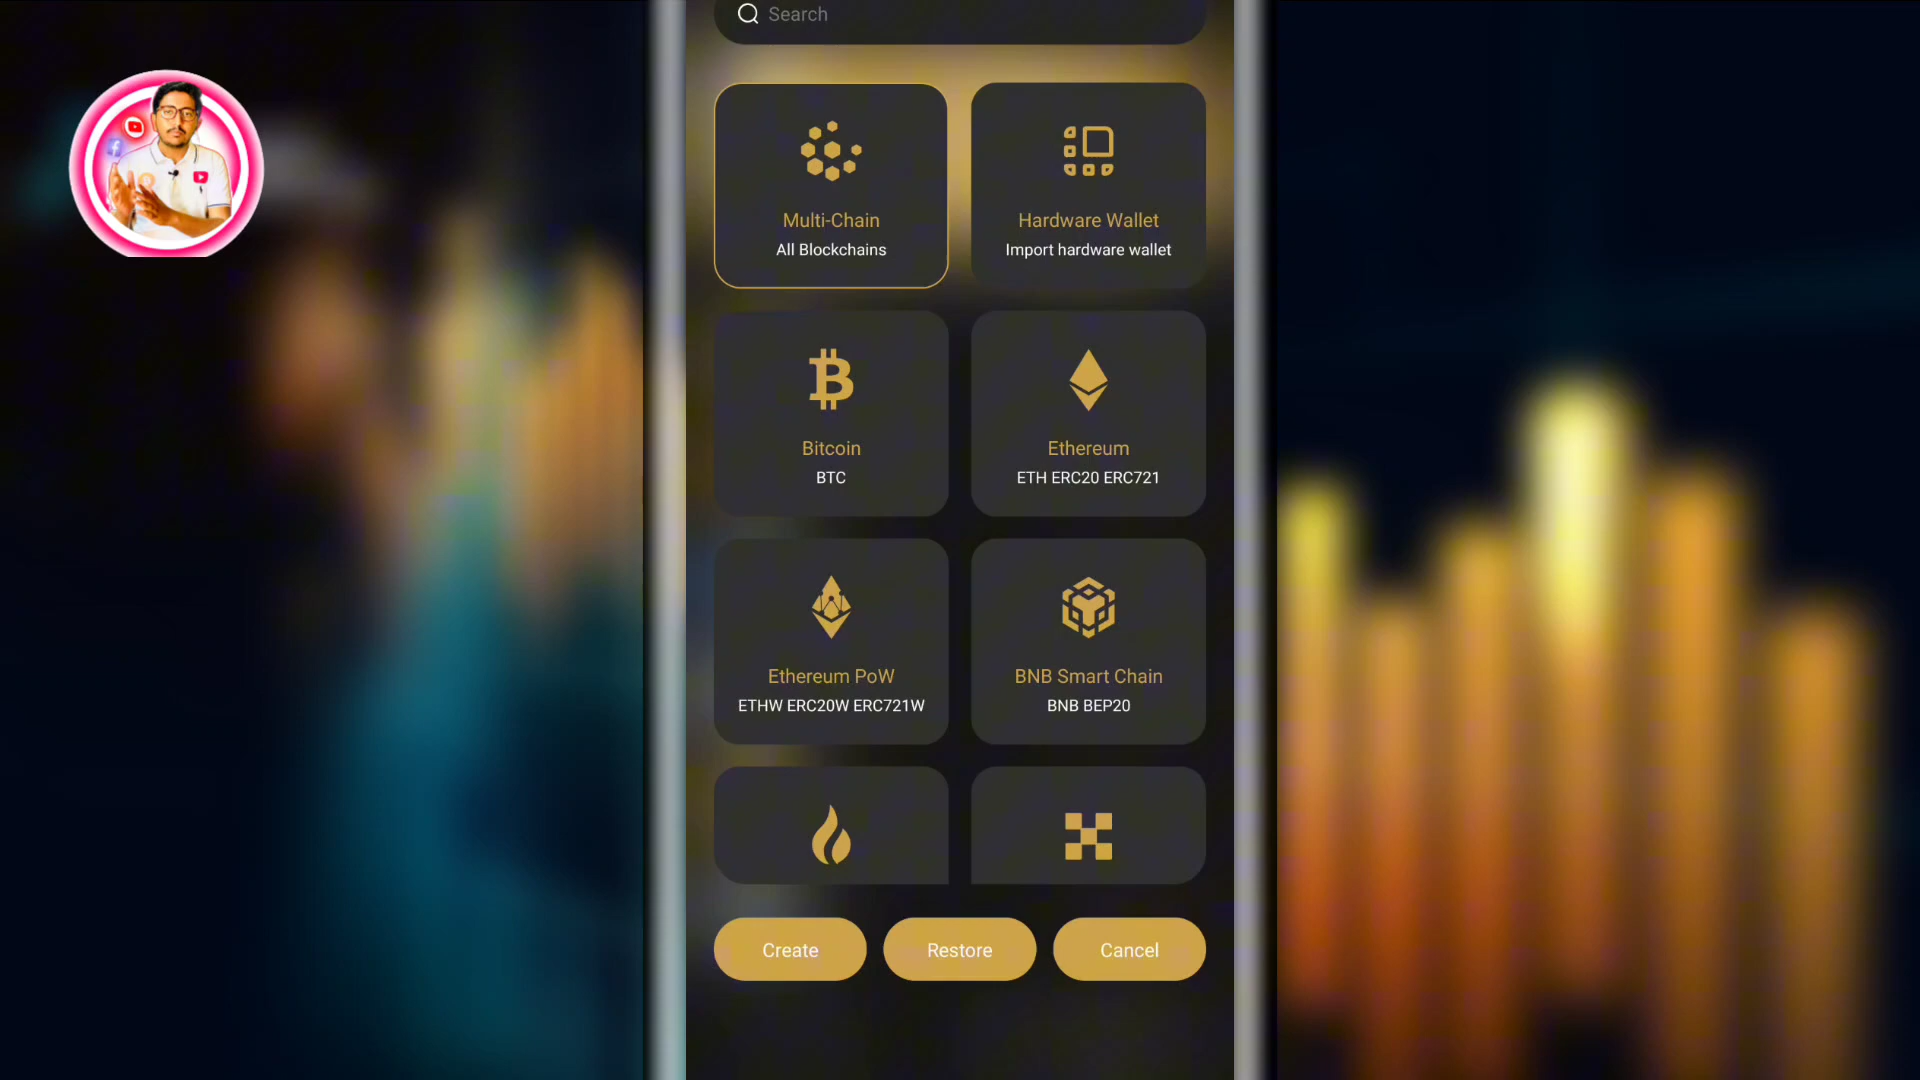 Search
Multi-Chain
All Blockchains
Hardware Wallet
Import hardware wallet
Bitcoin
BTC
Ethereum
ETH ERC20 ERC721
Ethereum PoW
ETHW ERC20W ERC721W
BNB Smart Chain
BNB BEP20
Create
Restore
Cancel